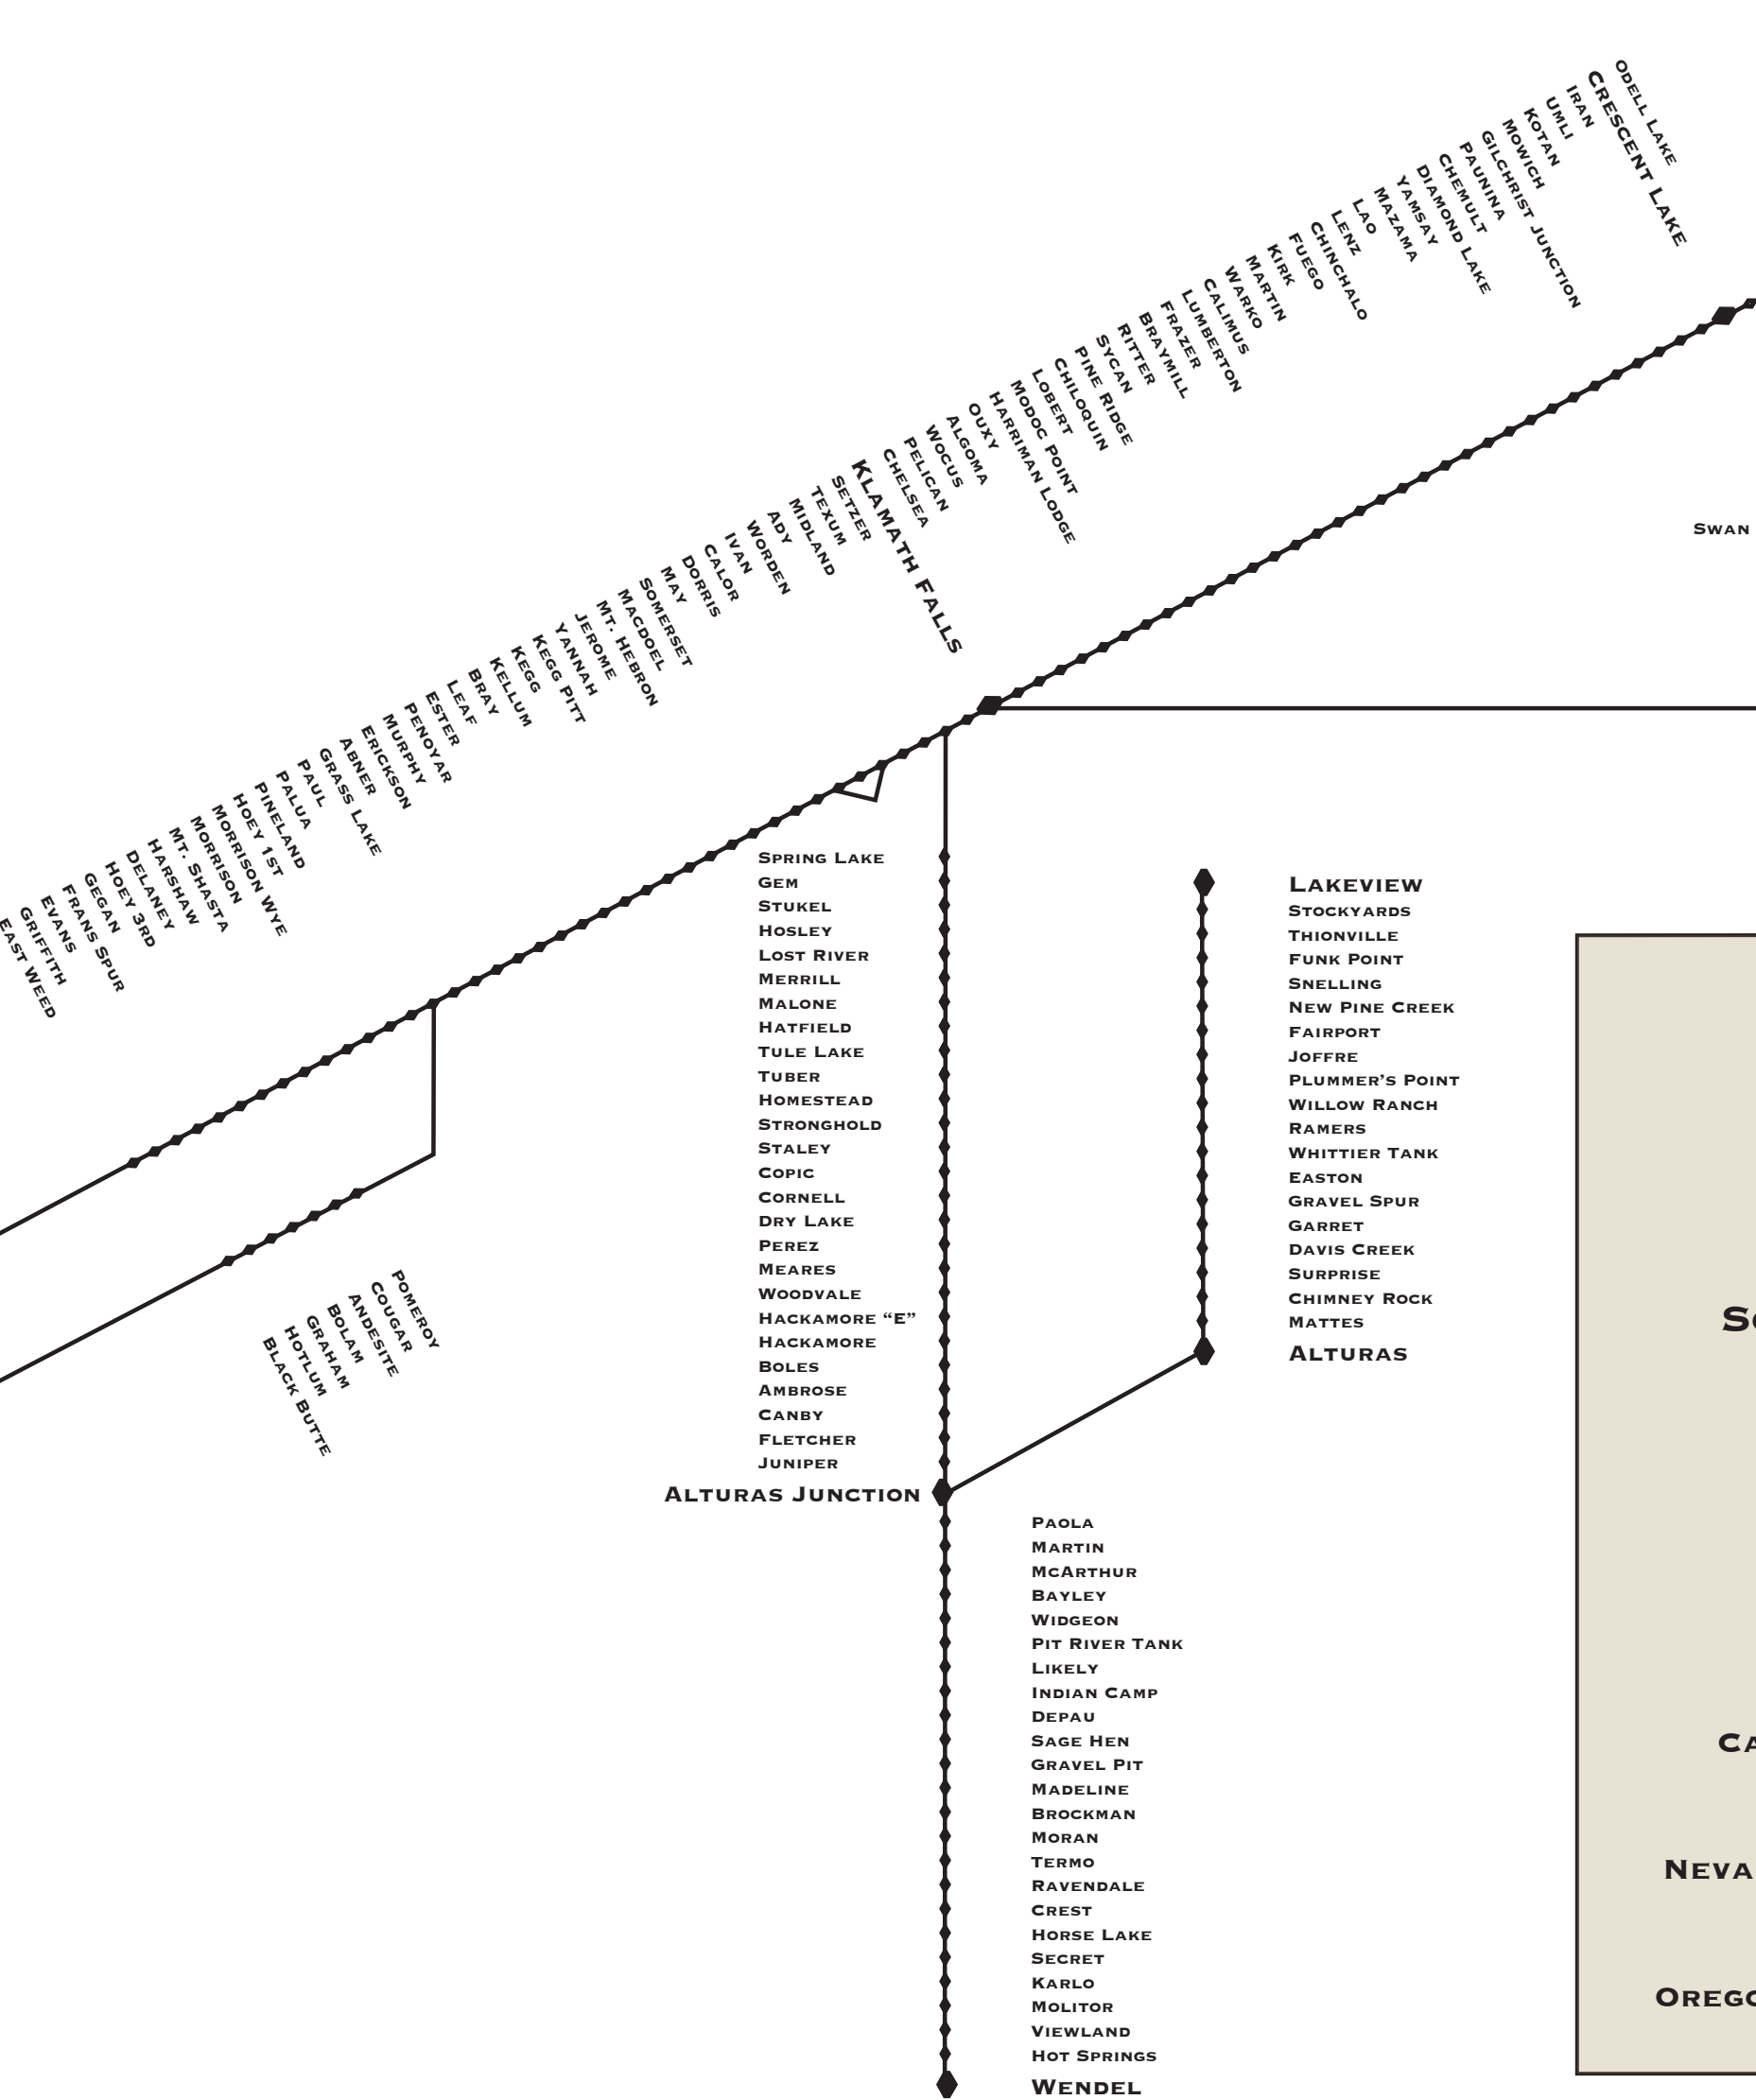 Odell Lake
Crescent Lake
Iran
Umli
Kotan
Mowich
Gilchrist Junction
Paunina
Chemult
Diamond Lake
Yamsay
Mazama
Lao
Lenz
Chinchalo
Fuego
Kirk
Martin
Warko
Calimus
Lumberton
Frazer
Braymill
Ritter
Sycan
Pine Ridge
Chiloquin
Lobert
Modoc Point
Harriman Lodge
Ouxy
Algoma
Wocus
Pelican
Chelsea
Klamath Falls
Setzer
Texum
Midland
Ady
Worden
Ivan
Calor
Dorris
May
Somerset
Macdoel
Mt. Hebron
Jerome
Yannah
Kegg Pitt
Kegg
Kellum
Bray
Leaf
Ester
Penoyar
Murphy
Erickson
Abner
Grass Lake
Paul
Palua
Pineland
Hoey 1st
Morrison Wye
Morrison
Mt. Shasta
Harshaw
Delaney
Hoey 3rd
Gegan
Frans Spur
Evans
Griffith
East Weed
Swan
Spring Lake
Gem
Stukel
Hosley
Lost River
Merrill
Malone
Hatfield
Tule Lake
Tuber
Homestead
Stronghold
Staley
Copic
Cornell
Dry Lake
Perez
Meares
Woodvale
Hackamore “E”
Hackamore
Boles
Ambrose
Canby
Fletcher
Juniper
Alturas Junction
Lakeview
Stockyards
Thionville
Funk Point
Snelling
New Pine Creek
Fairport
Joffre
Plummer’s Point
Willow Ranch
Ramers
Whittier Tank
Easton
Gravel Spur
Garret
Davis Creek
Surprise
Chimney Rock
Mattes
Alturas
Pomeroy
Cougar
Andesite
Bolam
Graham
Hotlum
Black Butte
Paola
Martin
McArthur
Bayley
Widgeon
Pit River Tank
Likely
Indian Camp
Depau
Sage Hen
Gravel Pit
Madeline
Brockman
Moran
Termo
Ravendale
Crest
Horse Lake
Secret
Karlo
Molitor
Viewland
Hot Springs
Wendel
Ca
Neva
Orego